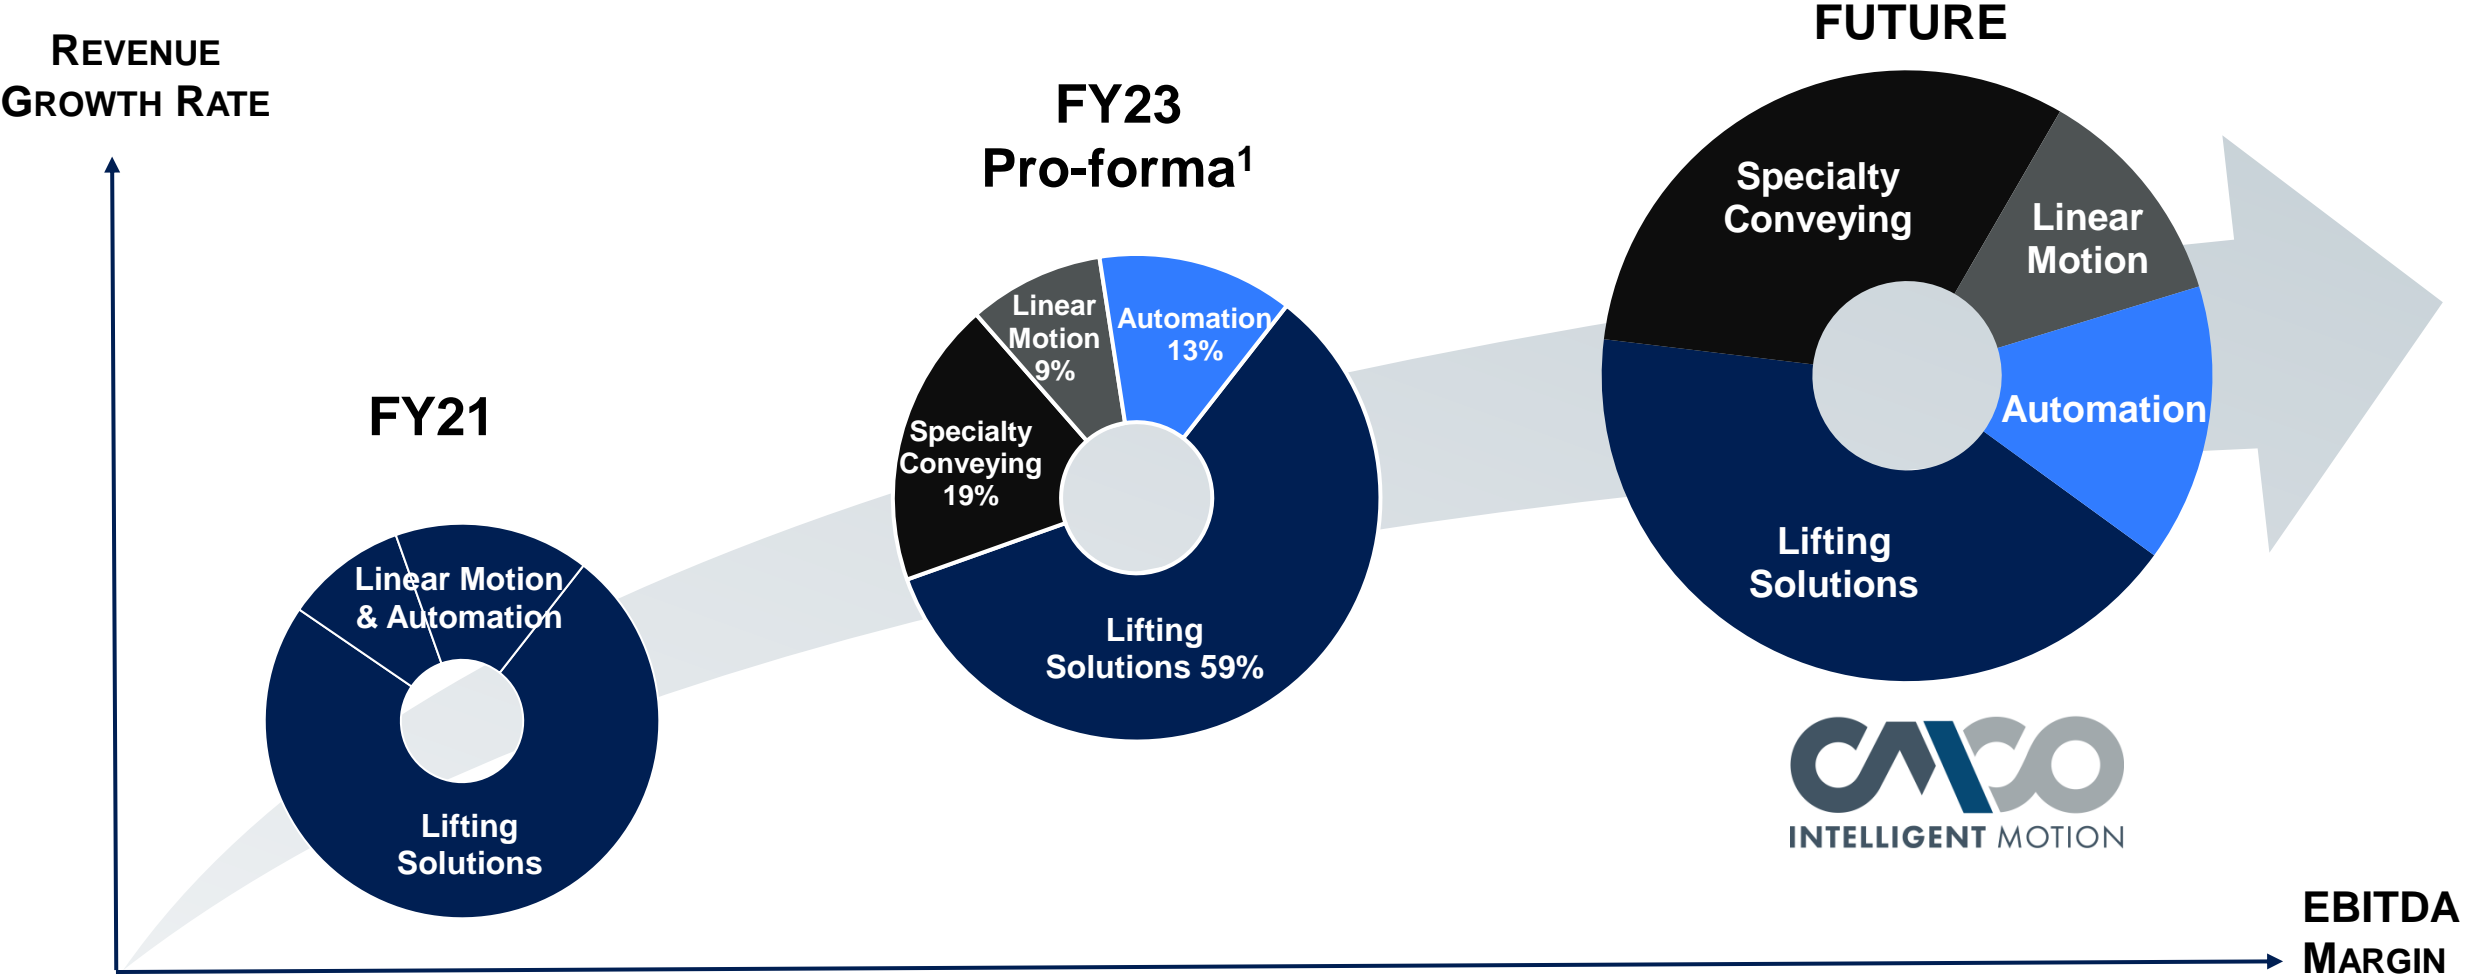 REVENUE
GROWTH RATE
FY21
Linear Motion
& Automation
Lifting
Solutions
FY23
Pro-forma¹
Linear
Motion
9%
Automation
13%
Specialty
Conveying
19%
Lifting
Solutions 59%
FUTURE
Specialty
Conveying
Linear
Motion
Automation
Lifting
Solutions
CMCO
INTELLIGENT MOTION
EBITDA
MARGIN